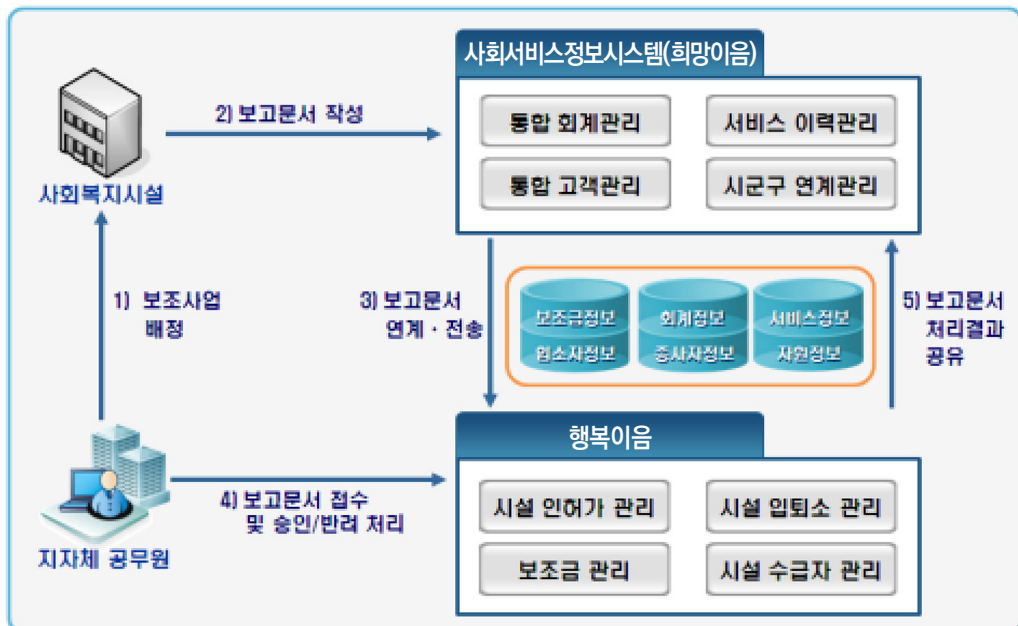 사회서비스정보시스템(희망이음)
2) 보고문서 작성
통합 회계관리
서비스 이력관리
통합 고객관리
시군구 연계관리
사회복지시설
1) 보조사업
배정
3) 보고문서
연계·전송
보조금정보
회계정보
서비스정보
입소자정보
종사자정보
자원정보
5) 보고문서
처리결과
공유
행복이음
4) 보고문서 접수
및 승인/반려 처리
시설 인허가 관리
시설 입퇴소 관리
보조금 관리
시설 수급자 관리
지자체 공무원